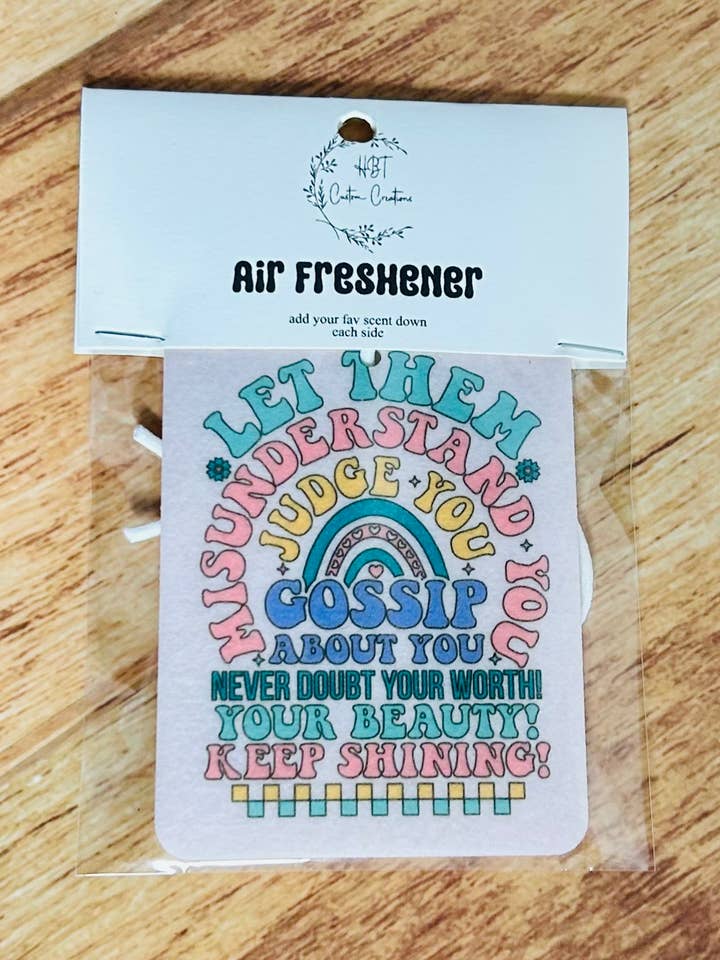 HBT
Custom Creations
Air Freshener
add your fav scent down
each side
LET THEM
MISUNDERSTAND YOU
JUDGE YOU
GOSSIP
ABOUT YOU
NEVER DOUBT YOUR WORTH!
YOUR BEAUTY!
KEEP SHINING!